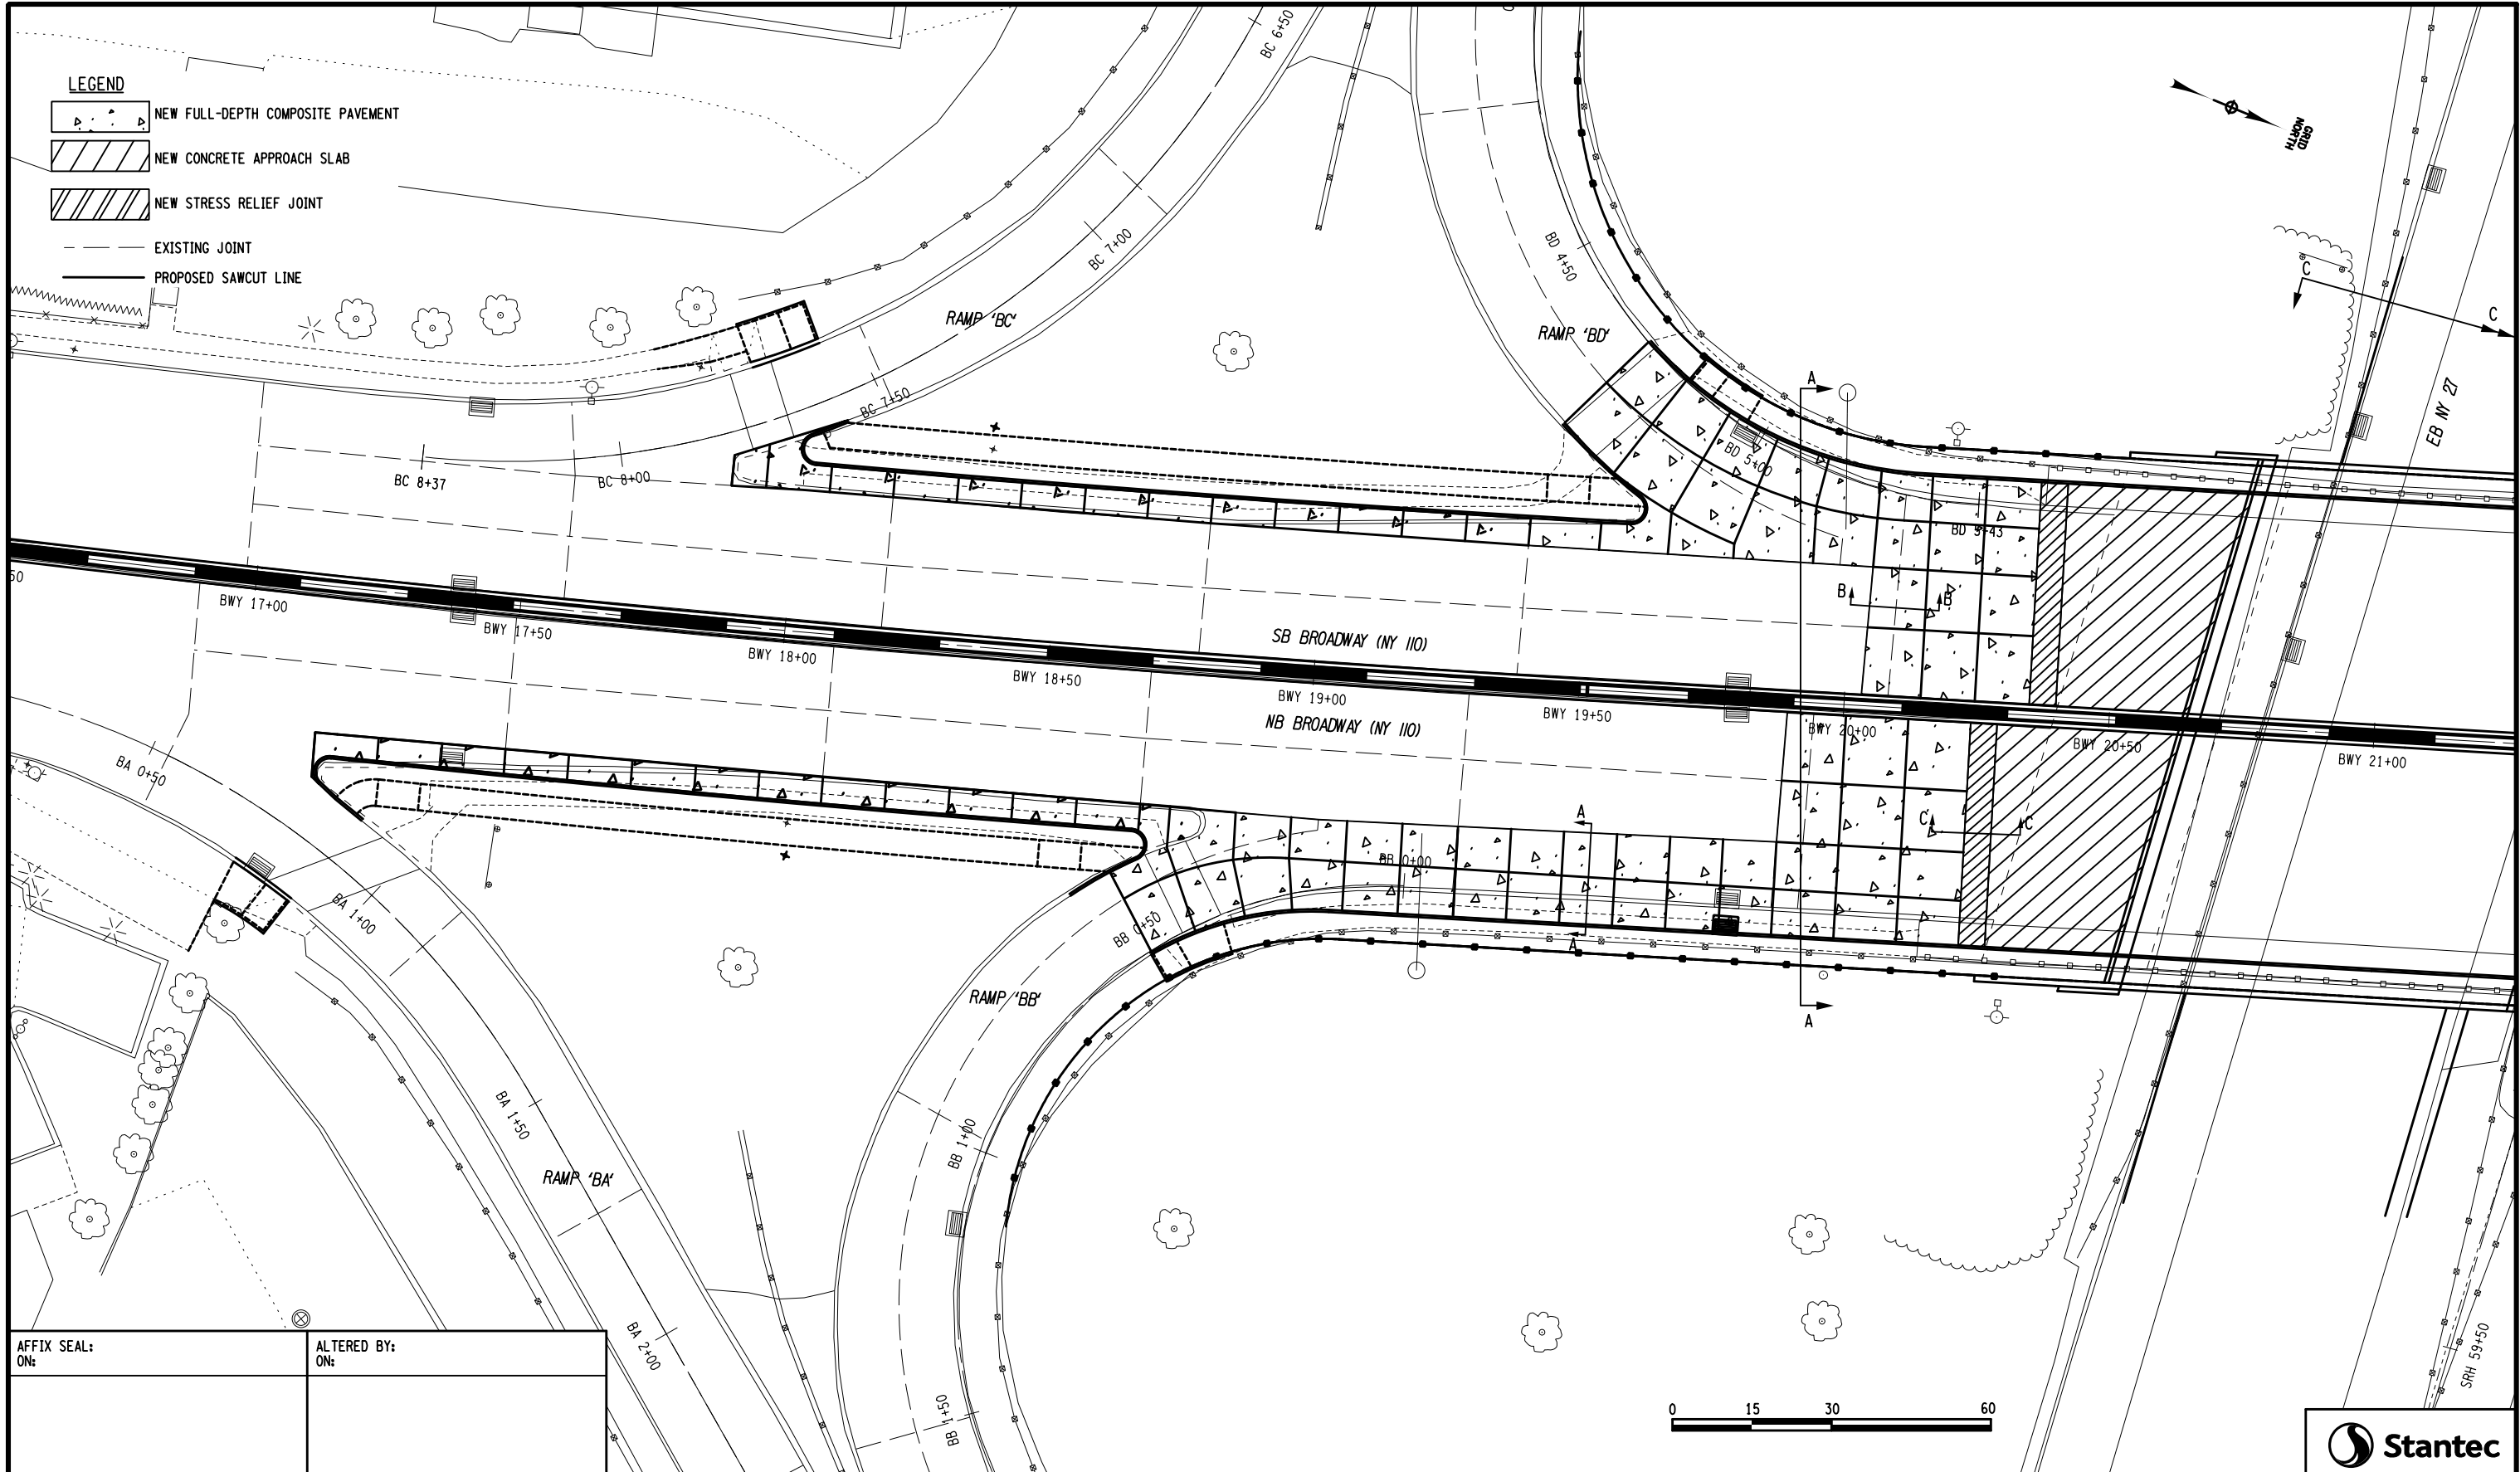 LEGEND
NEW FULL-DEPTH COMPOSITE PAVEMENT
NEW CONCRETE APPROACH SLAB
NEW STRESS RELIEF JOINT
EXISTING JOINT
PROPOSED SAWCUT LINE
BC 6+50
BC 7+00
BC 7+50
BC 8+00
BC 8+37
RAMP 'BC'
BD 4+50
RAMP 'BD'
BD 5+00
BD 5+43
GRID
NORTH
C
C
EB NY 27
A
B
B
50
BWY 17+00
BWY 17+50
BWY 18+00
BWY 18+50
BWY 19+00
BWY 19+50
BWY 20+00
BWY 20+50
BWY 21+00
SB BROADWAY (NY 110)
NB BROADWAY (NY 110)
BA 0+50
BA 1+00
BA 1+50
BA 2+00
RAMP 'BA'
BB 0+00
BB 0+50
BB 1+00
BB 1+50
RAMP 'BB'
A
A
C
C
A
SRH 59+50
0 15 30 60
AFFIX SEAL:
ON:
ALTERED BY:
ON:
Stantec